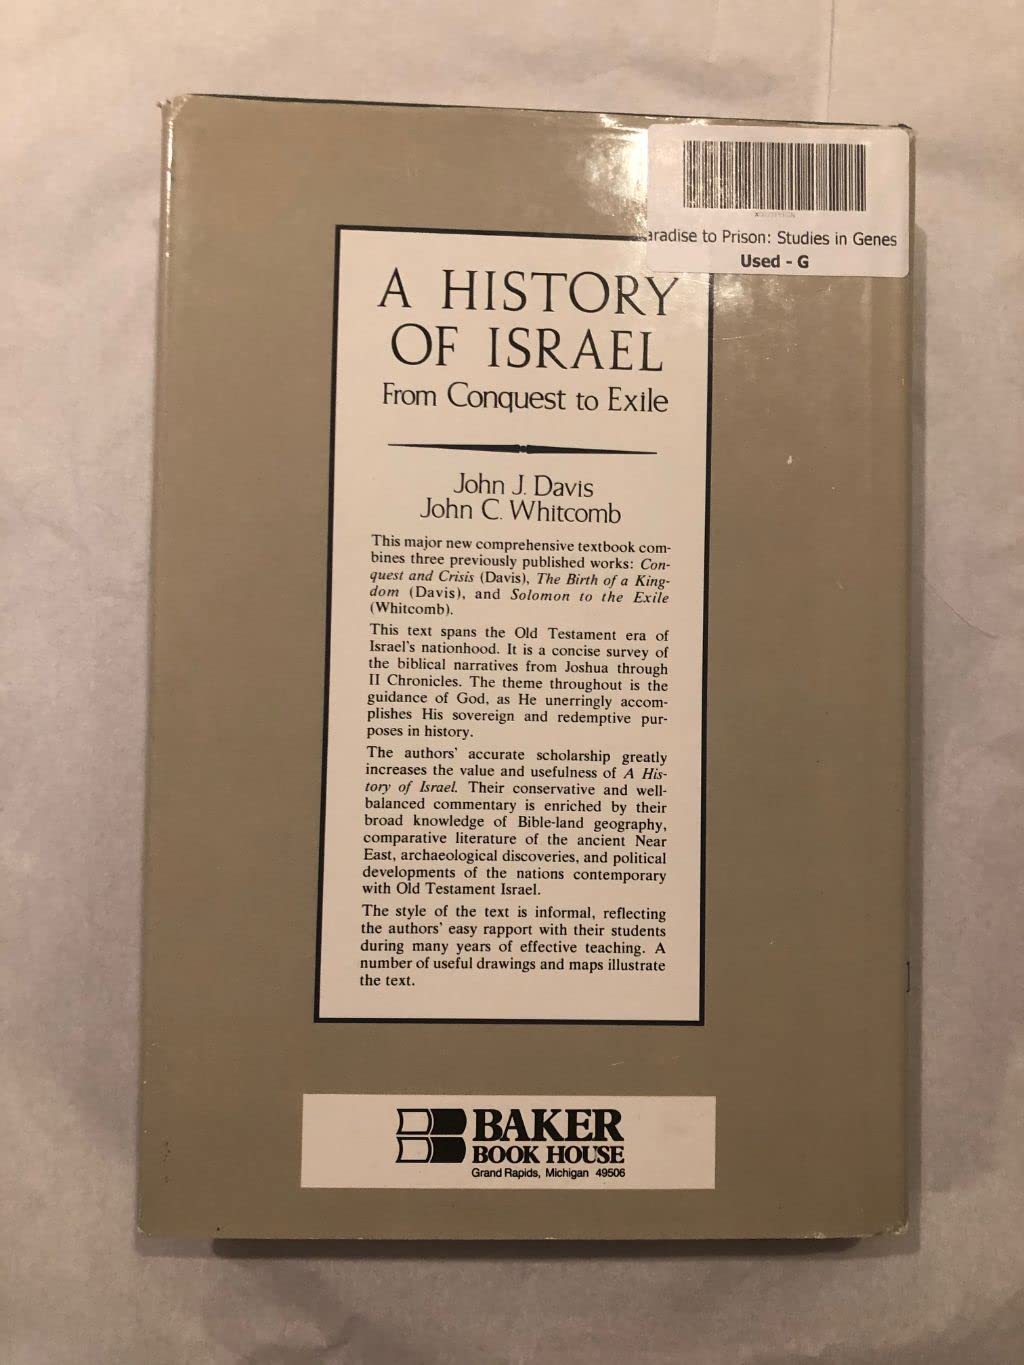 aradise to Prison: Studies in Genes
Used - G
A HISTORY
OF ISRAEL
From Conquest to Exile
John J. Davis
John C. Whitcomb
This major new comprehensive textbook com-
bines three previously published works: Con-
quest and Crisis (Davis), The Birth of a King-
dom (Davis), and Solomon to the Exile
(Whitcomb).
This text spans the Old Testament era of
Israel's nationhood. It is a concise survey of
the biblical narratives from Joshua through
II Chronicles. The theme throughout is the
guidance of God, as He unerringly accom-
plishes His sovereign and redemptive pur-
poses in history.
The authors' accurate scholarship greatly
increases the value and usefulness of A His-
tory of Israel. Their conservative and well-
balanced commentary is enriched by their
broad knowledge of Bible-land geography,
comparative literature of the ancient Near
East, archaeological discoveries, and political
developments of the nations contemporary
with Old Testament Israel.
The style of the text is informal, reflecting
the authors' easy rapport with their students
during many years of effective teaching. A
number of useful drawings and maps illustrate
the text.
BAKER
BOOK HOUSE
Grand Rapids, Michigan 49506